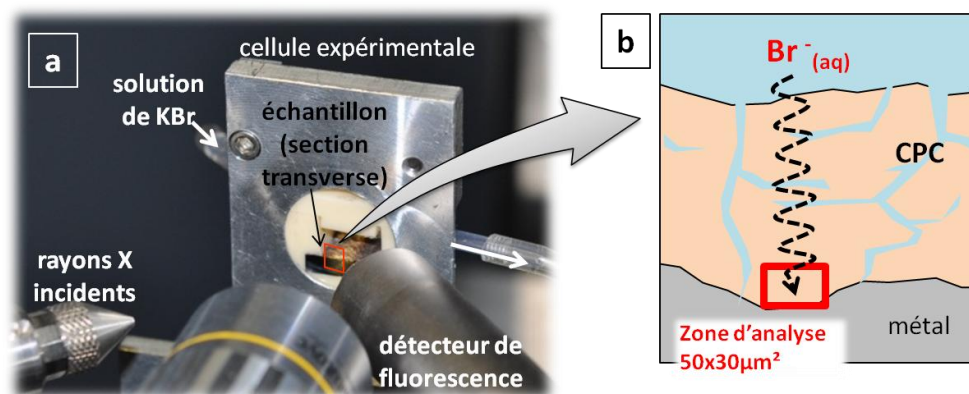 a
cellule expérimentale
solution
de KBr
échantillon
(section
transverse)
rayons X
incidents
détecteur de
fluorescence
b
Br⁻(aq)
CPC
Zone d'analyse
50x30µm²
métal